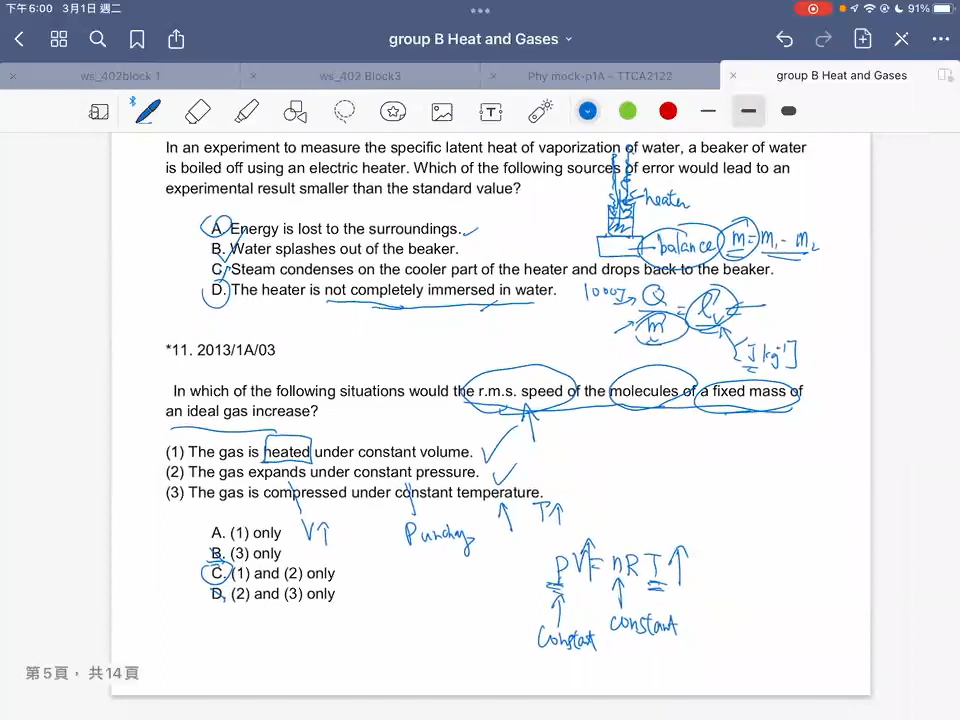 下午6:00 3月1日 週二
91%
group B Heat and Gases
ws_402block 1
ws_402 Block3
Phy mock-p1A – TTCA2122
group B Heat and Gases
In an experiment to measure the specific latent heat of vaporization of water, a beaker of water
is boiled off using an electric heater. Which of the following sources of error would lead to an
experimental result smaller than the standard value?
heater
A. Energy is lost to the surroundings.
B. Water splashes out of the beaker.
balance m = m₁ - m₂
C. Steam condenses on the cooler part of the heater and drops back to the beaker.
D. The heater is not completely immersed in water.
1000J Q
m = l
[J kg⁻¹]
*11. 2013/1A/03
In which of the following situations would the r.m.s. speed of the molecules of a fixed mass of
an ideal gas increase?
(1) The gas is heated under constant volume.
(2) The gas expands under constant pressure.
(3) The gas is compressed under constant temperature.
V↑
T↑
A. (1) only
B. (3) only
C. (1) and (2) only
D. (2) and (3) only
PV↑= nRT↑
constant
constant
第5頁，共14頁